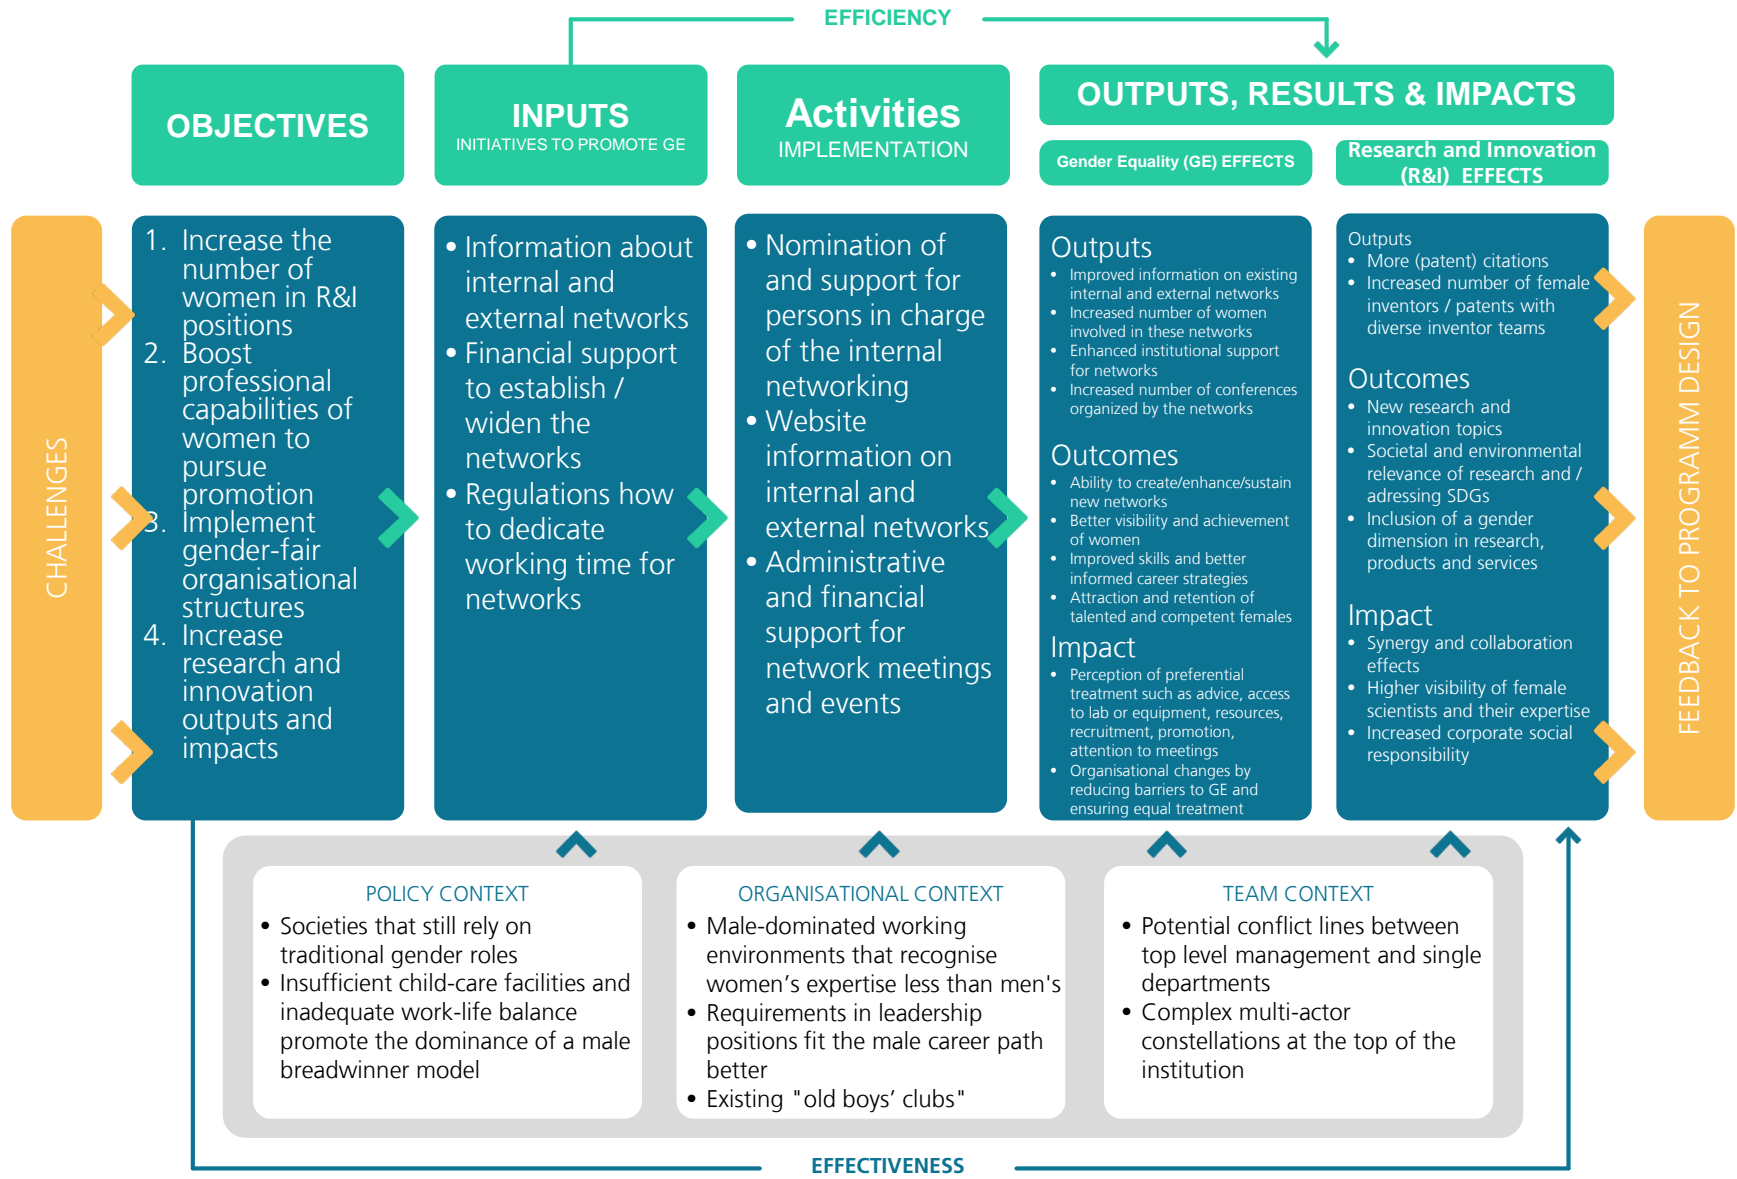 EFFICIENCY
OBJECTIVES
INPUTS
INITIATIVES TO PROMOTE GE
Activities
IMPLEMENTATION
OUTPUTS, RESULTS & IMPACTS
Gender Equality (GE) EFFECTS
Research and Innovation
(R&I) EFFECTS
CHALLENGES
1. Increase the
number of
women in R&I
positions
2. Boost
professional
capabilities of
women to
pursue
promotion
3. Implement
gender-fair
organisational
structures
4. Increase
research and
innovation
outputs and
impacts
• Information about
internal and
external networks
• Financial support
to establish /
widen the
networks
• Regulations how
to dedicate
working time for
networks
• Nomination of
and support for
persons in charge
of the internal
networking
• Website
information on
internal and
external networks
• Administrative
and financial
support for
network meetings
and events
Outputs
• Improved information on existing
internal and external networks
• Increased number of women
involved in these networks
• Enhanced institutional support
for networks
• Increased number of conferences
organized by the networks
Outcomes
• Ability to create/enhance/sustain
new networks
• Better visibility and achievement
of women
• Improved skills and better
informed career strategies
• Attraction and retention of
talented and competent females
Impact
• Perception of preferential
treatment such as advice, access
to lab or equipment, resources,
recruitment, promotion,
attention to meetings
• Organisational changes by
reducing barriers to GE and
ensuring equal treatment
Outputs
• More (patent) citations
• Increased number of female
inventors / patents with
diverse inventor teams
Outcomes
• New research and
innovation topics
• Societal and environmental
relevance of research and /
adressing SDGs
• Inclusion of a gender
dimension in research,
products and services
Impact
• Synergy and collaboration
effects
• Higher visibility of female
scientists and their expertise
• Increased corporate social
responsibility
FEEDBACK TO PROGRAMM DESIGN
POLICY CONTEXT
• Societies that still rely on
traditional gender roles
• Insufficient child-care facilities and
inadequate work-life balance
promote the dominance of a male
breadwinner model
ORGANISATIONAL CONTEXT
• Male-dominated working
environments that recognise
women’s expertise less than men's
• Requirements in leadership
positions fit the male career path
better
• Existing "old boys’ clubs"
TEAM CONTEXT
• Potential conflict lines between
top level management and single
departments
• Complex multi-actor
constellations at the top of the
institution
EFFECTIVENESS